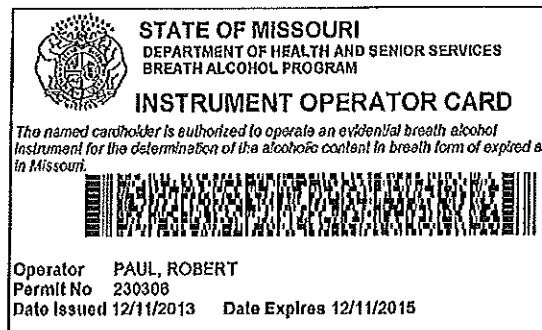 STATE OF MISSOURI
DEPARTMENT OF HEALTH AND SENIOR SERVICES
BREATH ALCOHOL PROGRAM
INSTRUMENT OPERATOR CARD
The named cardholder is authorized to operate an evidential breath alcohol
instrument for the determination of the alcoholic content in breath form of expired a
in Missouri.
Operator PAUL, ROBERT
Permit No 230308
Date Issued 12/11/2013 Date Expires 12/11/2015